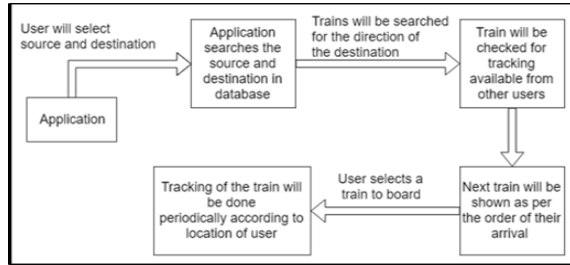 User will select
source and destination
Application
Application
searches the
source and
destination in
database
Trains will be searched
for the direction of
the destination
Train will be
checked for
tracking
available from
other users
Next train will be
shown as per
the order of their
arrival
User selects a
train to board
Tracking of the train will
be done
periodically according to
location of user